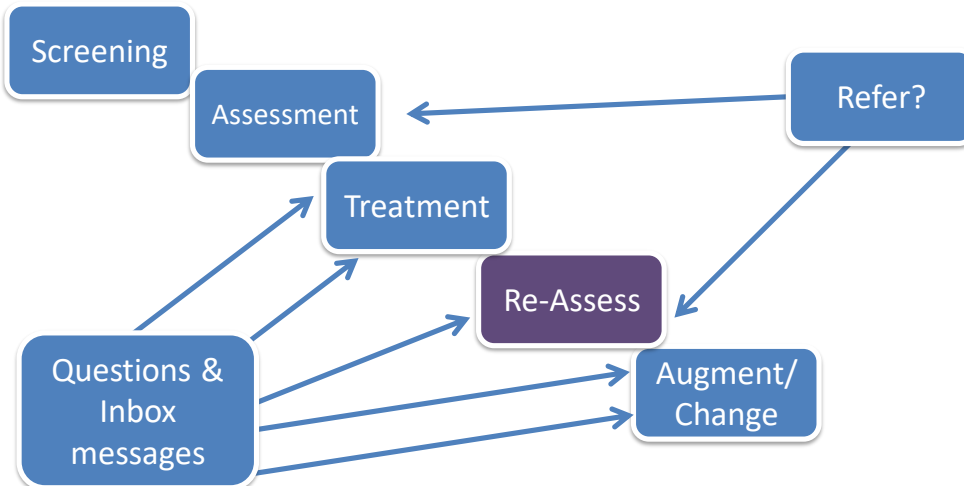 Screening
Refer?
Assessment
Treatment
Re-Assess
Questions &
Inbox
messages
Augment/
Change